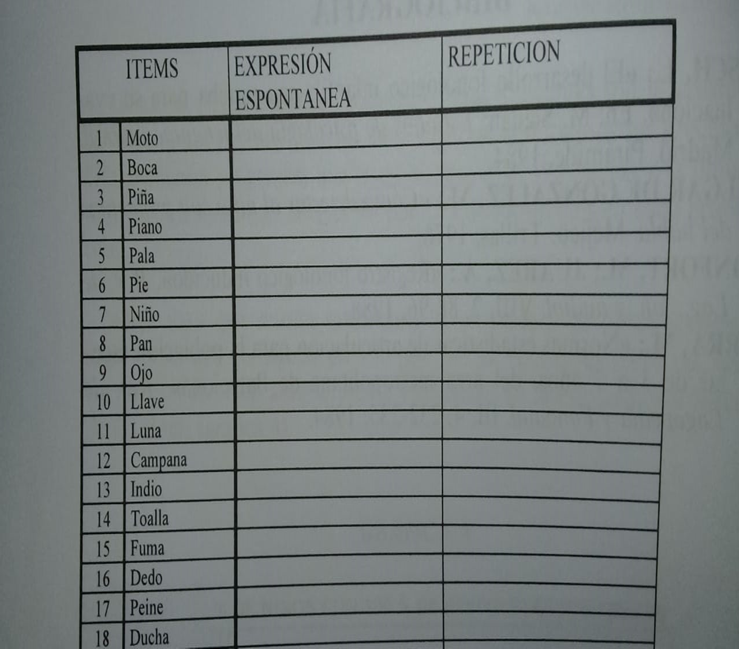 ITEMS
EXPRESIÓN
ESPONTANEA
REPETICION
1 Moto
2 Boca
3 Piña
4 Piano
5 Pala
6 Pie
7 Niño
8 Pan
9 Ojo
10 Llave
11 Luna
12 Campana
13 Indio
14 Toalla
15 Fuma
16 Dedo
17 Peine
18 Ducha